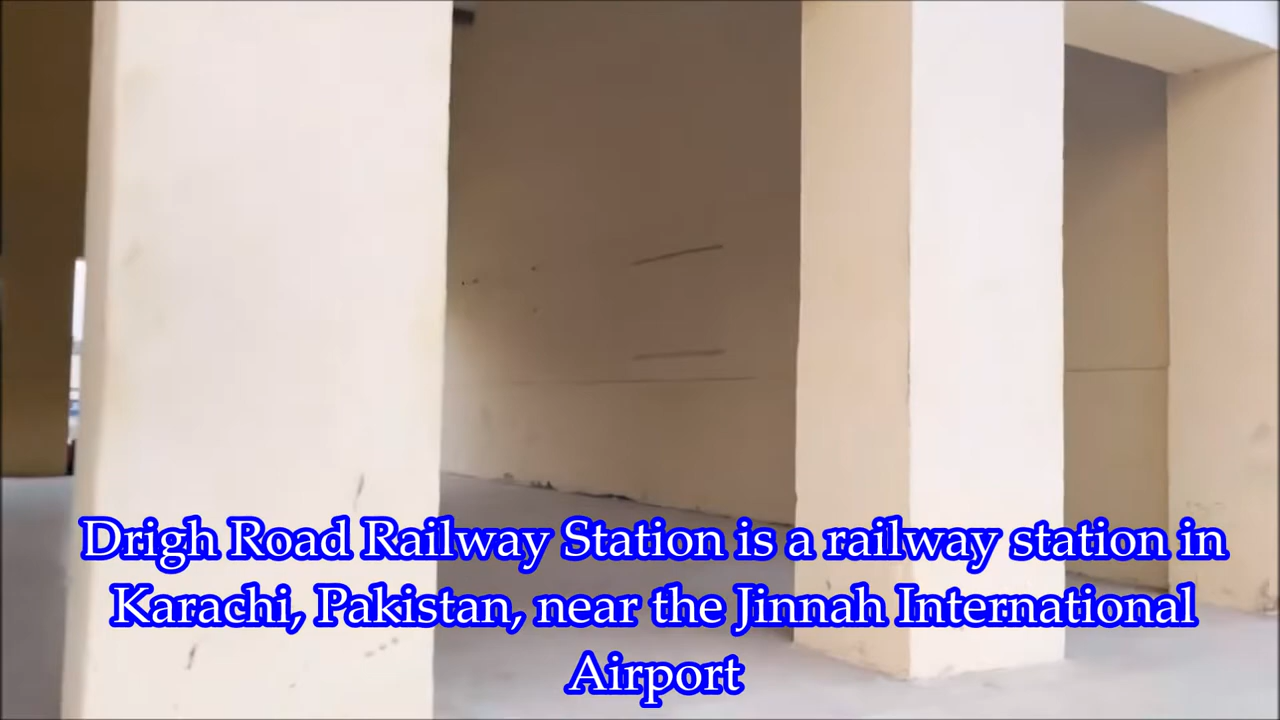 Drigh Road Railway Station is a railway station in
Karachi, Pakistan, near the Jinnah International
Airport